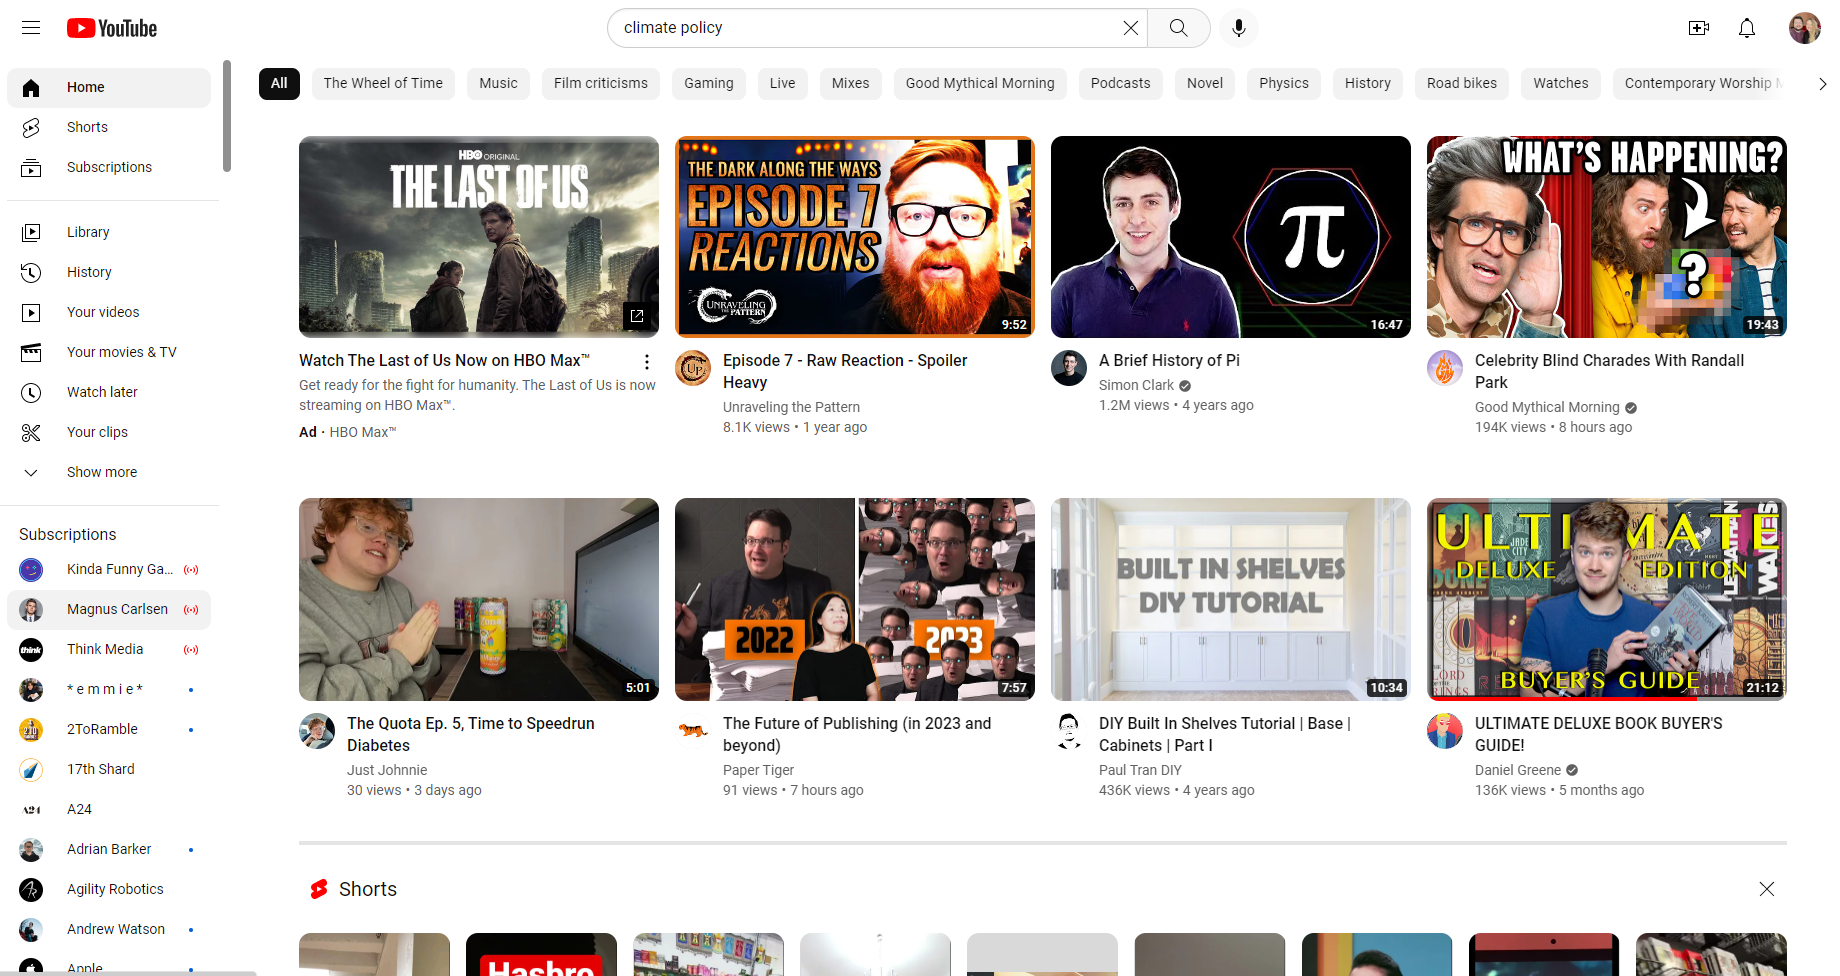 YouTube
climate policy
Home
Shorts
Subscriptions
Library
History
Your videos
Your movies & TV
Watch later
Your clips
Show more
Subscriptions
Kinda Funny Ga...
Magnus Carlsen
Think Media
* e m m i e *
2ToRamble
17th Shard
A24
Adrian Barker
Agility Robotics
Andrew Watson
Apple
All
The Wheel of Time
Music
Film criticisms
Gaming
Live
Mixes
Good Mythical Morning
Podcasts
Novel
Physics
History
Road bikes
Watches
Contemporary Worship M
HBO ORIGINAL
THE LAST OF US
Watch The Last of Us Now on HBO Max™
Get ready for the fight for humanity. The Last of Us is now
streaming on HBO Max™.
Ad · HBO Max™
THE DARK ALONG THE WAYS
EPISODE 7
REACTIONS
UNRAVELING
THE PATTERN
9:52
Episode 7 - Raw Reaction - Spoiler
Heavy
Unraveling the Pattern
8.1K views • 1 year ago
π
16:47
A Brief History of Pi
Simon Clark
1.2M views • 4 years ago
WHAT'S HAPPENING?
?
19:43
Celebrity Blind Charades With Randall
Park
Good Mythical Morning
194K views • 8 hours ago
5:01
The Quota Ep. 5, Time to Speedrun
Diabetes
Just Johnnie
30 views • 3 days ago
2022
2023
7:57
The Future of Publishing (in 2023 and
beyond)
Paper Tiger
91 views • 7 hours ago
BUILT IN SHELVES
DIY TUTORIAL
10:34
DIY Built In Shelves Tutorial | Base |
Cabinets | Part I
Paul Tran DIY
436K views • 4 years ago
ULTIMATE
DELUXE EDITION
JADE
CITY
BUYER'S GUIDE
21:12
ULTIMATE DELUXE BOOK BUYER'S
GUIDE!
Daniel Greene
136K views • 5 months ago
Shorts
Hasbro